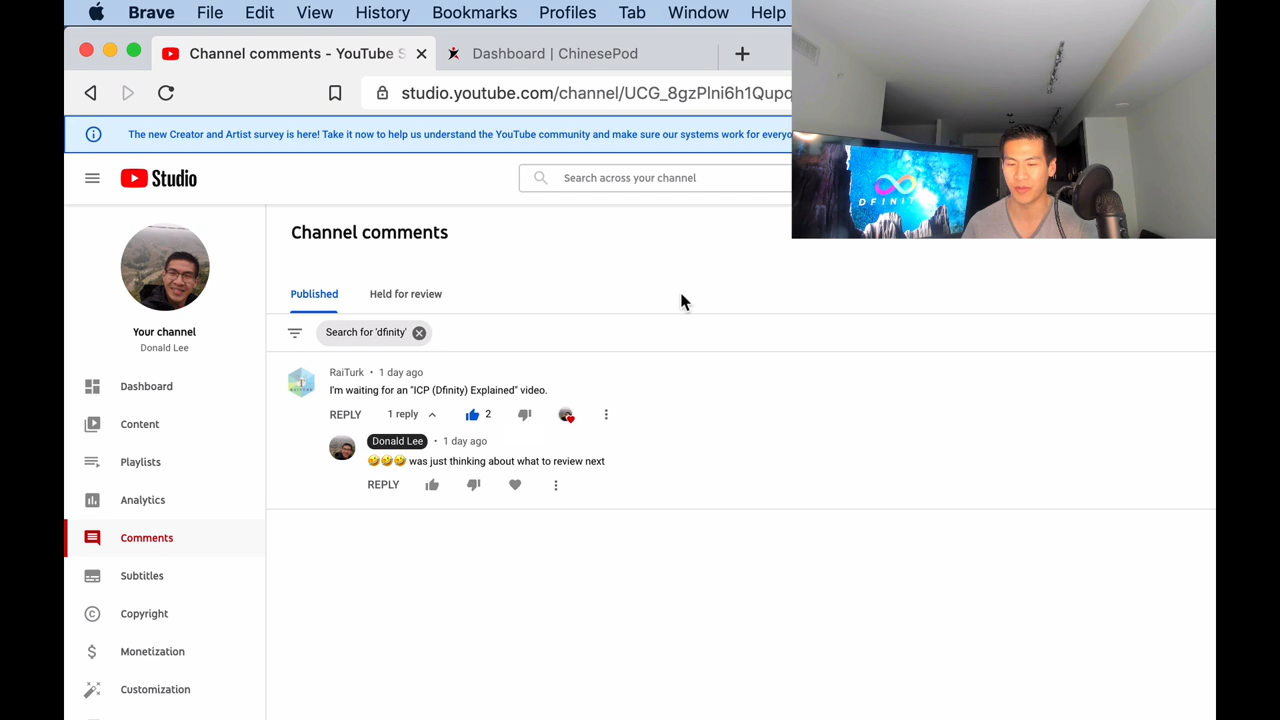 Brave File Edit View History Bookmarks Profiles Tab Window Help
Channel comments - YouTube S
Dashboard | ChinesePod
studio.youtube.com/channel/UCG_8gzPlni6h1Qupq
The new Creator and Artist survey is here! Take it now to help us understand the YouTube community and make sure our systems work for everyo
Studio
Search across your channel
DFINIT
Channel comments
Published Held for review
Search for 'dfinity'
Your channel
Donald Lee
RaiTurk • 1 day ago
I'm waiting for an "ICP (Dfinity) Explained" video.
REPLY 1 reply 2
Donald Lee • 1 day ago
🤣🤣🤣 was just thinking about what to review next
REPLY
Dashboard
Content
Playlists
Analytics
Comments
Subtitles
Copyright
Monetization
Customization